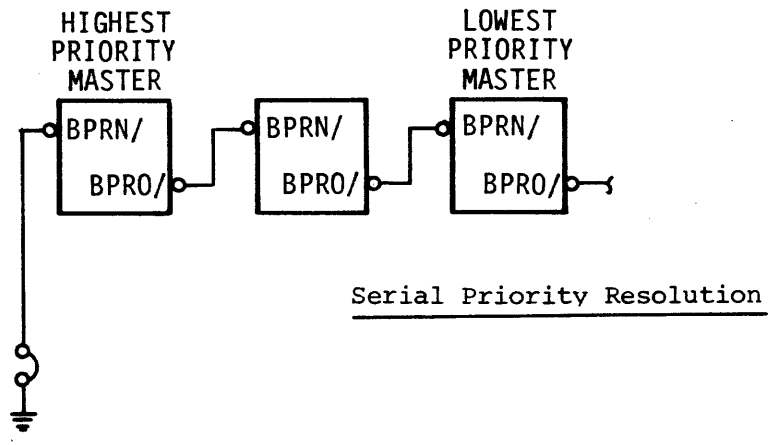 HIGHEST
PRIORITY
MASTER
LOWEST
PRIORITY
MASTER
BPRN/
BPRO/
BPRN/
BPRO/
BPRN/
BPRO/
Serial Priority Resolution